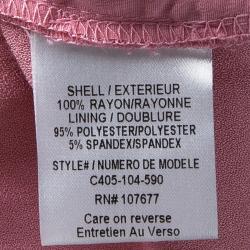 SHELL / EXTERIEUR
100% RAYON/RAYONNE
LINING / DOUBLURE
95% POLYESTER/POLYESTER
5% SPANDEX/SPANDEX
STYLE# / NUMERO DE MODELE
C405-104-590
RN# 107677
Care on reverse
Entretien Au Verso